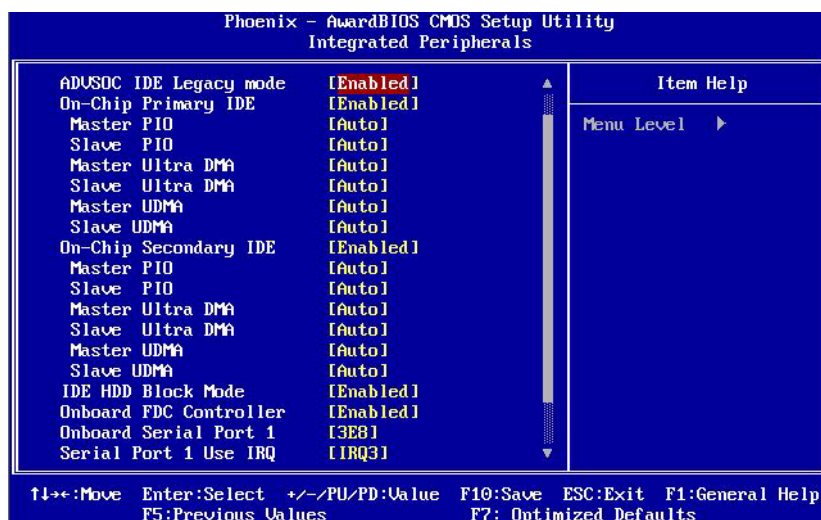 Phoenix - AwardBIOS CMOS Setup Utility
Integrated Peripherals
ADVSOC IDE Legacy mode [Enabled]
Item Help
On-Chip Primary IDE [Enabled]
Master PIO [Auto]
Menu Level ▶
Slave PIO [Auto]
Master Ultra DMA [Auto]
Slave Ultra DMA [Auto]
Master UDMA [Auto]
Slave UDMA [Auto]
On-Chip Secondary IDE [Enabled]
Master PIO [Auto]
Slave PIO [Auto]
Master Ultra DMA [Auto]
Slave Ultra DMA [Auto]
Master UDMA [Auto]
Slave UDMA [Auto]
IDE HDD Block Mode [Enabled]
Onboard FDC Controller [Enabled]
Onboard Serial Port 1 [3E8]
Serial Port 1 Use IRQ [IRQ3]
↑↓→←:Move Enter:Select +/-/PU/PD:Value F10:Save ESC:Exit F1:General Help
F5:Previous Values F7: Optimized Defaults